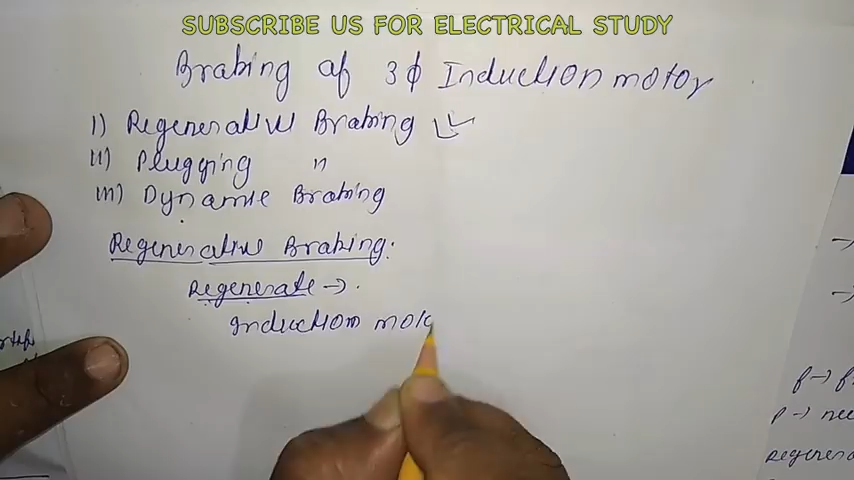 SUBSCRIBE US FOR ELECTRICAL STUDY
Braking of 3ϕ Induction motor
I) Regenerative Braking
II) Plugging "
III) Dynamic Braking
Regenerative Braking:
Regenerate →
Induction moto
f →
P →